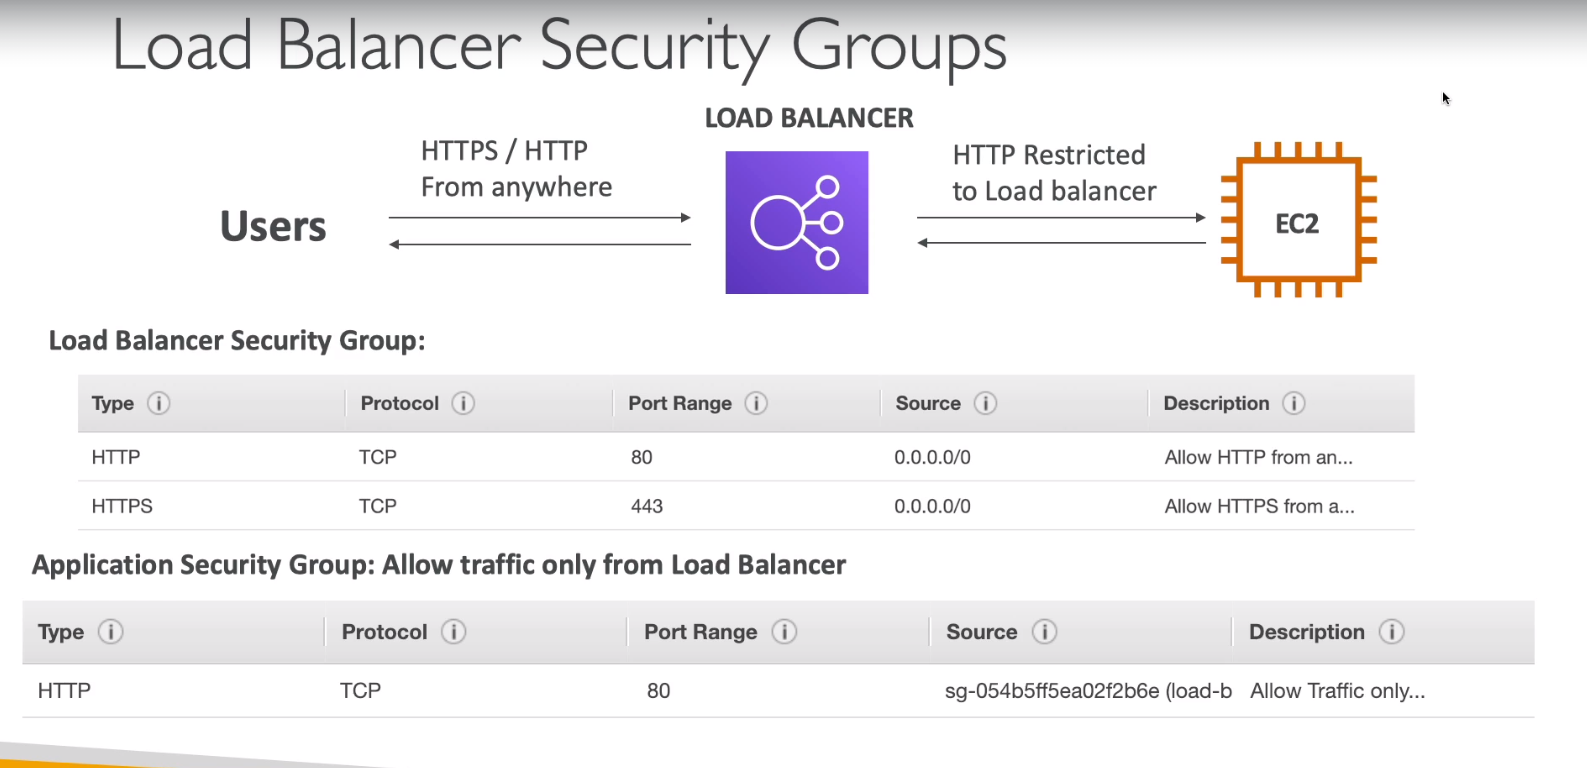 Load Balancer Security Groups
LOAD BALANCER
HTTPS / HTTP
From anywhere
HTTP Restricted
to Load balancer
Users
EC2
Load Balancer Security Group:
Type Protocol Port Range Source Description
HTTP TCP 80 0.0.0.0/0 Allow HTTP from an...
HTTPS TCP 443 0.0.0.0/0 Allow HTTPS from a...
Application Security Group: Allow traffic only from Load Balancer
Type Protocol Port Range Source Description
HTTP TCP 80 sg-054b5ff5ea02f2b6e (load-b Allow Traffic only...